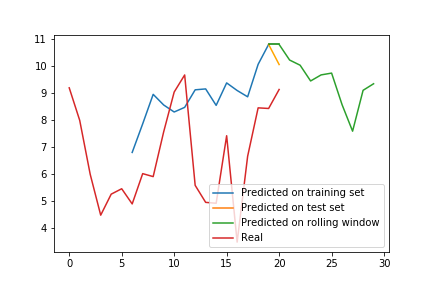 11
10
9
8
7
6
5
4
Predicted on training set
Predicted on test set
Predicted on rolling window
Real
0 5 10 15 20 25 30